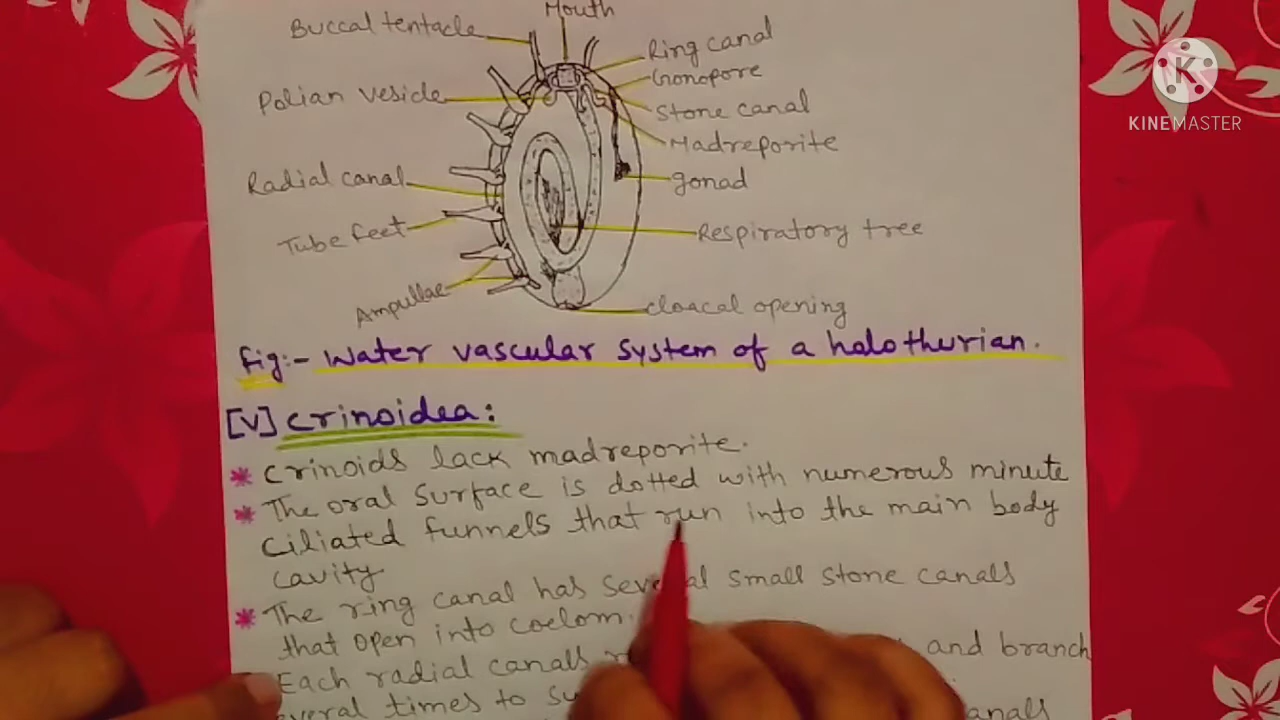 Mouth
Buccal tentacle
Ring canal
Gonopore
Polian vesicle
Stone canal
Madreporite
Radial canal
gonad
Tube feet
Respiratory tree
Ampullae
cloacal opening
Fig:- Water vascular system of a holothurian.
[V] Crinoidea:
* Crinoids lack madreporite.
* The oral surface is dotted with numerous minute
ciliated funnels that run into the main body
cavity
* The ring canal has several small stone canals
that open into coelom.
Each radial canals and branch
several times to canals
K
KINEMASTER